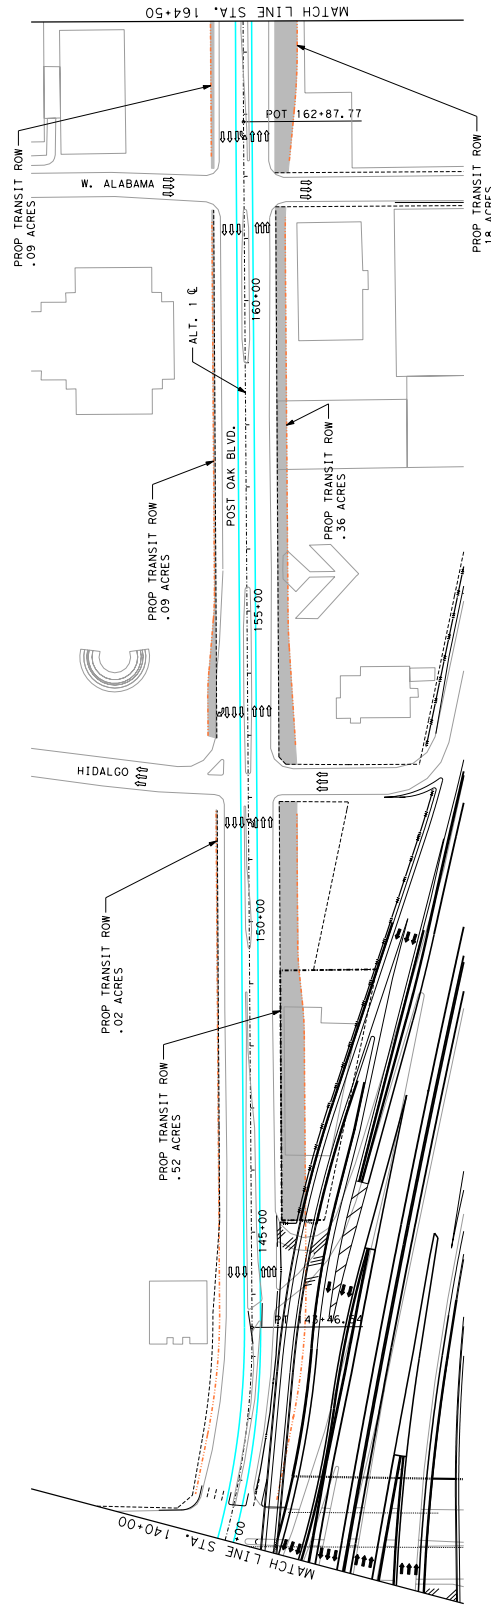 MATCH LINE STA. 164+50
POT 162+87.77
PROP TRANSIT ROW
.09 ACRES
PROP TRANSIT ROW
W. ALABAMA
160+00
ALT. 1 ℄
POST OAK BLVD.
PROP TRANSIT ROW
.36 ACRES
PROP TRANSIT ROW
.09 ACRES
155+00
HIDALGO
150+00
PROP TRANSIT ROW
.02 ACRES
PROP TRANSIT ROW
.52 ACRES
145+00
PT
MATCH LINE STA. 140+00
+00